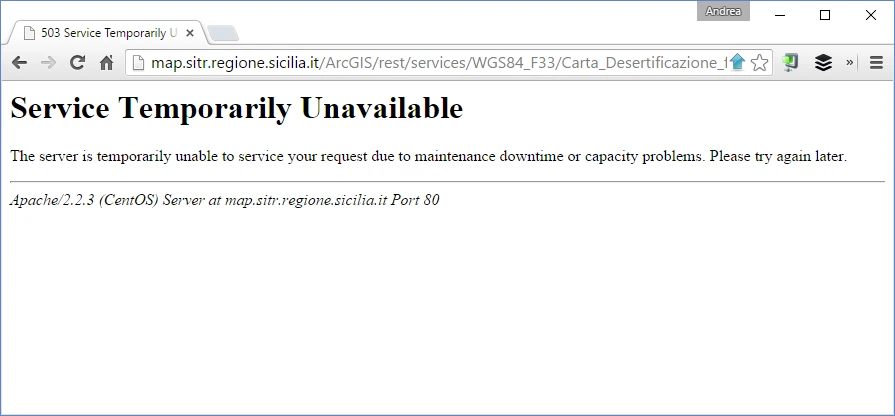 Andrea
503 Service Temporarily U
map.sitr.regione.sicilia.it/ArcGIS/rest/services/WGS84_F33/Carta_Desertificazione_f
»
Service Temporarily Unavailable
The server is temporarily unable to service your request due to maintenance downtime or capacity problems. Please try again later.
Apache/2.2.3 (CentOS) Server at map.sitr.regione.sicilia.it Port 80